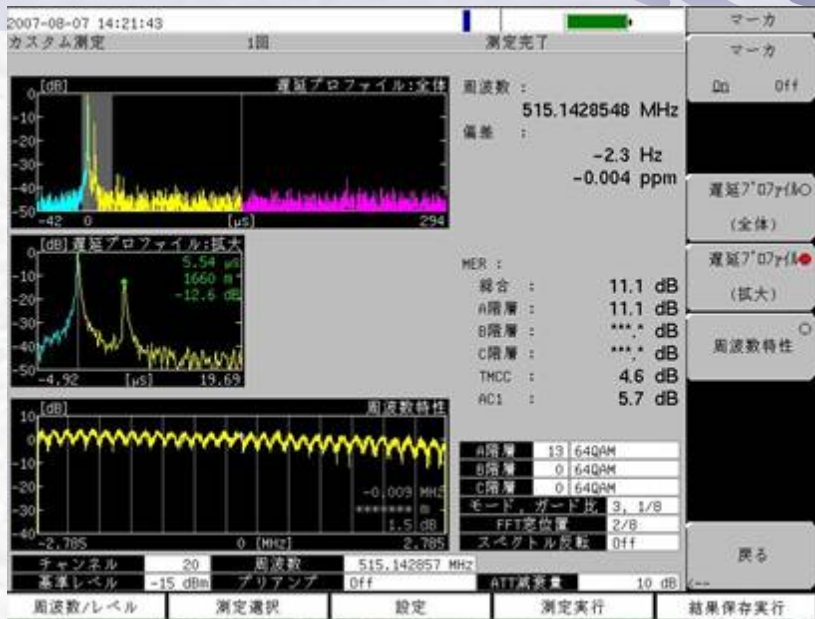 2007-08-07 14:21:43
カスタム測定 1回 測定完了
[dB] 遅延プロファイル:全体
0
-10
-20
-30
-40
-50
-42 0 [μS] 294
周波数 :
515.1428548 MHz
偏差 :
-2.3 Hz
-0.004 ppm
[dB] 遅延プロファイル:拡大
0
-10
-20
-30
-50
5.54 μS
1660 m
-12.6 dB
-4.92 [μS] 19.69
MER :
総合 : 11.1 dB
A階層 : 11.1 dB
B階層 : ***.* dB
C階層 : ***.* dB
TMCC : 4.6 dB
AC1 : 5.7 dB
[dB] 周波数特性
10
0
-10
-20
-30
-40
-0.009 MHz
******* m
1.5 dB
-2.785 0 [MHz] 2.785
A階層 13 64QAM
B階層 0 64QAM
C階層 0 64QAM
モード, ガード比 3, 1/8
FFT窓位置 2/8
スペクトル反転 Off
チャンネル 20 周波数 515.142857 MHz
基準レベル -15 dBm プリアンプ Off ATT減衰量 10 dB
周波数/レベル 測定選択 設定 測定実行 結果保存実行
マーカ
マーカ
On Off
遅延プロファイル
(全体)
遅延プロファイル
(拡大)
周波数特性
戻る
<--